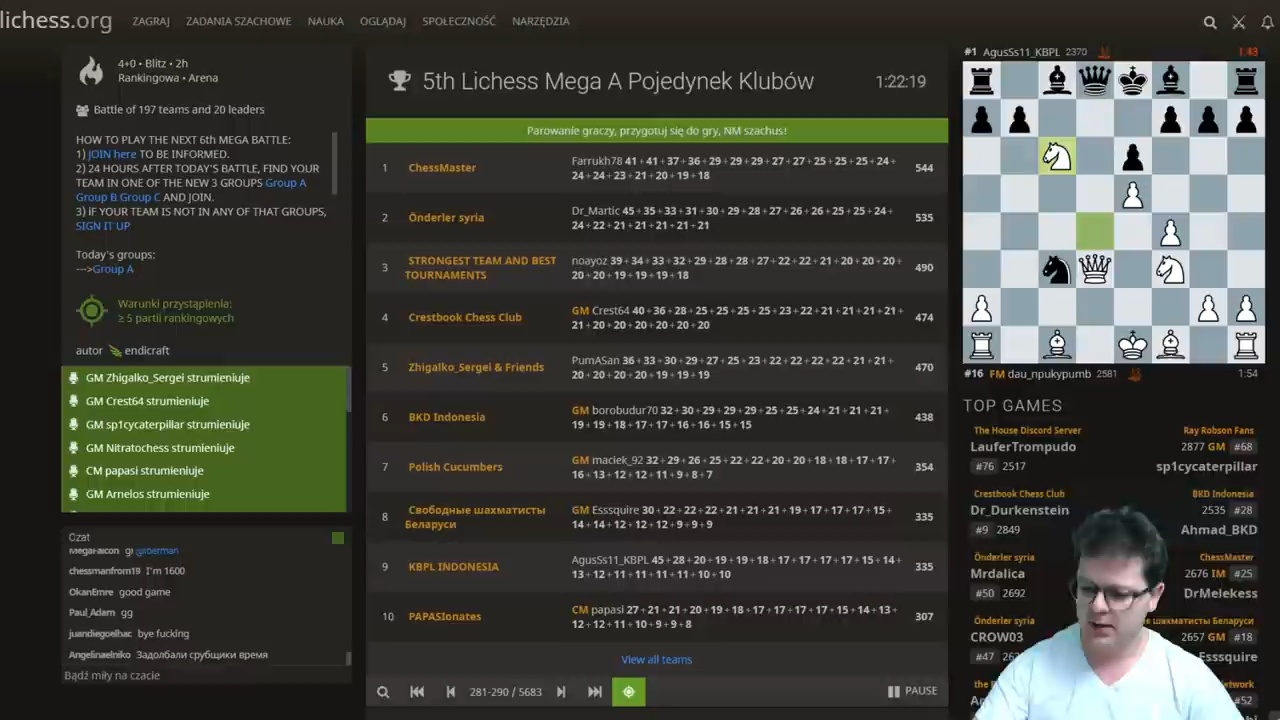 lichess.org ZAGRAJ ZADANIA SZACHOWE NAUKA OGLĄDAJ SPOŁECZNOŚĆ NARZĘDZIA
4+0 • Blitz • 2h
Rankingowa • Arena
Battle of 197 teams and 20 leaders
HOW TO PLAY THE NEXT 6th MEGA BATTLE:
1) JOIN here TO BE INFORMED.
2) 24 HOURS AFTER TODAY'S BATTLE, FIND YOUR
TEAM IN ONE OF THE NEW 3 GROUPS Group A
Group B Group C AND JOIN.
3) IF YOUR TEAM IS NOT IN ANY OF THAT GROUPS,
SIGN IT UP
Today's groups:
--->Group A
Warunki przystąpienia:
≥ 5 partii rankingowych
autor endicraft
GM Zhigalko_Sergei strumieniuje
GM Crest64 strumieniuje
GM sp1cycaterpillar strumieniuje
GM Nitratochess strumieniuje
CM papasi strumieniuje
GM Arnelos strumieniuje
Czat
chessmanfrom19 I'm 1600
OkanEmre good game
Paul_Adam gg
juandiegoelhac bye fucking
Angelinaelniko Задолбали срубщики время
Bądź miły na czacie
5th Lichess Mega A Pojedynek Klubów 1:22:19
Parowanie graczy, przygotuj się do gry, NM szachus!
1 ChessMaster Farrukh78 41 + 41 + 37 + 36 + 29 + 29 + 29 + 27 + 27 + 25 + 25 + 25 + 24 + 544
24 + 24 + 23 + 21 + 20 + 19 + 18
2 Önderler syria Dr_Martic 45 + 35 + 33 + 31 + 30 + 29 + 28 + 27 + 26 + 26 + 25 + 25 + 24 + 535
24 + 22 + 21 + 21 + 21 + 21 + 21
3 STRONGEST TEAM AND BEST noayoz 39 + 34 + 33 + 32 + 29 + 28 + 28 + 27 + 22 + 22 + 21 + 20 + 20 + 490
TOURNAMENTS 20 + 20 + 19 + 19 + 19 + 18
4 Crestbook Chess Club GM Crest64 40 + 36 + 28 + 25 + 25 + 25 + 23 + 22 + 21 + 21 + 21 + 21 + 474
21 + 20 + 20 + 20 + 20 + 20 + 20
5 Zhigalko_Sergei & Friends PumASan 36 + 33 + 30 + 29 + 27 + 25 + 23 + 22 + 22 + 22 + 22 + 21 + 21 + 470
20 + 20 + 20 + 20 + 19 + 19 + 19
6 BKD Indonesia GM borobudur70 32 + 30 + 29 + 29 + 29 + 25 + 25 + 24 + 21 + 21 + 21 + 438
19 + 19 + 18 + 17 + 17 + 16 + 16 + 15 + 15
7 Polish Cucumbers GM maciek_92 32 + 29 + 26 + 25 + 22 + 22 + 20 + 20 + 18 + 18 + 17 + 17 + 354
16 + 13 + 12 + 12 + 11 + 9 + 8 + 7
8 Свободные шахматисты GM Esssquire 30 + 22 + 22 + 22 + 21 + 21 + 21 + 19 + 17 + 17 + 17 + 15 + 335
Беларуси 14 + 14 + 12 + 12 + 12 + 9 + 9 + 9
9 KBPL INDONESIA AgusSs11_KBPL 45 + 28 + 20 + 19 + 19 + 18 + 17 + 17 + 17 + 17 + 15 + 14 + 335
13 + 12 + 11 + 11 + 11 + 11 + 10 + 10
10 PAPASIonates CM papasi 27 + 21 + 21 + 20 + 19 + 18 + 17 + 17 + 17 + 17 + 15 + 14 + 13 + 307
12 + 12 + 11 + 10 + 9 + 9 + 8
View all teams
281-290 / 5683 PAUSE
#1 AgusSs11_KBPL 2370 1:43
#16 FM dau_npukypumb 2581 1:54
TOP GAMES
The House Discord Server Ray Robson Fans
LauferTrompudo 2877 GM #68
#76 2517 sp1cycaterpillar
Crestbook Chess Club BKD Indonesia
Dr_Durkenstein 2535 #28
#9 2849 Ahmad_BKD
Önderler syria ChessMaster
Mrdalica 2676 IM #25
#50 2692 DrMelekess
Önderler syria шахматисты Беларуси
CROW03 2657 GM #18
#47 Esssquire
#52